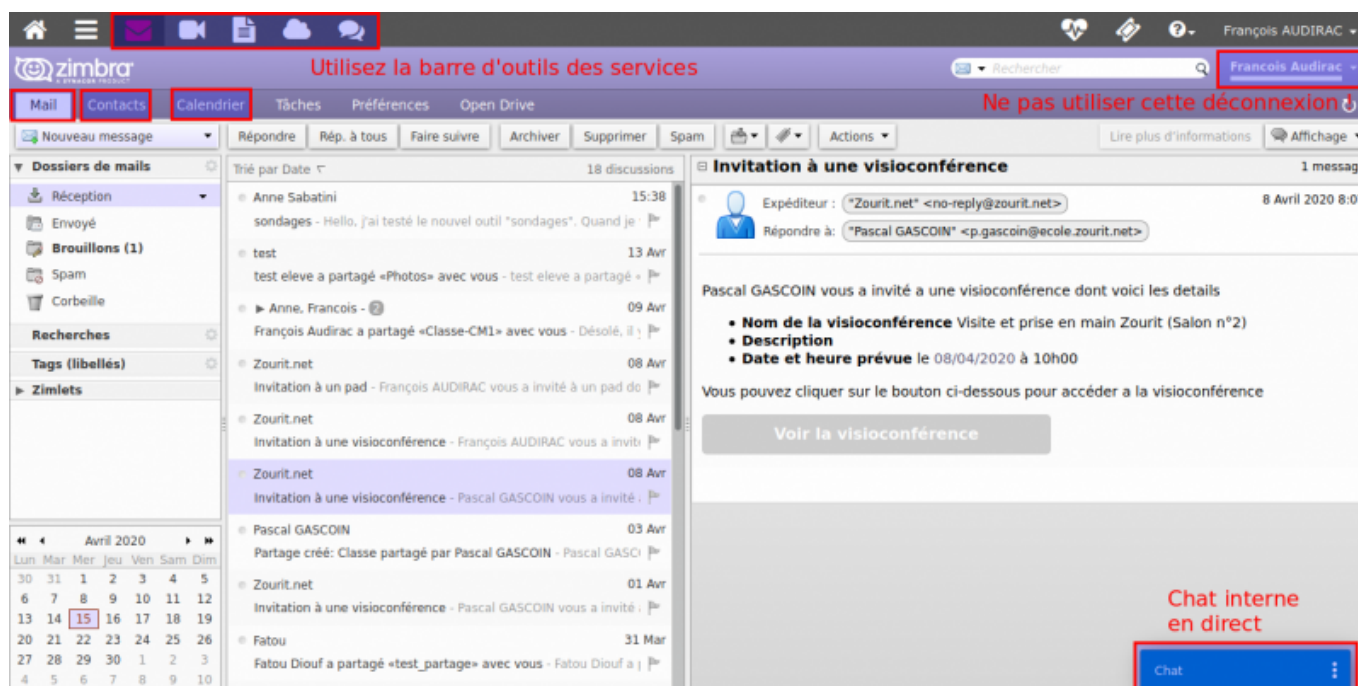 François AUDIRAC
zimbra
A SYNACOR PRODUCT
Utilisez la barre d'outils des services
Rechercher
Francois Audirac
Mail Contacts Calendrier Tâches Préférences Open Drive
Ne pas utiliser cette déconnexion !
Nouveau message
Répondre Rép. à tous Faire suivre Archiver Supprimer Spam Actions
Lire plus d'informations Affichage
Dossiers de mails
Réception
Envoyé
Brouillons (1)
Spam
Corbeille
Recherches
Tags (libellés)
Zimlets
Avril 2020
Lun Mar Mer Jeu Ven Sam Dim
30 31 1 2 3 4 5
6 7 8 9 10 11 12
13 14 15 16 17 18 19
20 21 22 23 24 25 26
27 28 29 30 1 2 3
4 5 6 7 8 9 10
Trié par Date 18 discussions
Anne Sabatini 15:38
sondages - Hello, j'ai testé le nouvel outil "sondages". Quand je
test 13 Avr
test eleve a partagé «Photos» avec vous - test eleve a partagé «
Anne, Francois - 2 09 Avr
François Audirac a partagé «Classe-CM1» avec vous - Désolé, il
Zourit.net 08 Avr
Invitation à un pad - François AUDIRAC vous a invité à un pad do
Zourit.net 08 Avr
Invitation à une visioconférence - François AUDIRAC vous a invit
Zourit.net 08 Avr
Invitation à une visioconférence - Pascal GASCOIN vous a invité
Pascal GASCOIN 03 Avr
Partage créé: Classe partagé par Pascal GASCOIN - Pascal GASC
Zourit.net 01 Avr
Invitation à une visioconférence - Pascal GASCOIN vous a invité
Fatou 31 Mar
Fatou Diouf a partagé «test_partage» avec vous - Fatou Diouf a
Invitation à une visioconférence 1 messag
Expéditeur : "Zourit.net" <no-reply@zourit.net> 8 Avril 2020 8:0
Répondre à: "Pascal GASCOIN" <p.gascoin@ecole.zourit.net>
Pascal GASCOIN vous a invité a une visioconférence dont voici les details
• Nom de la visioconférence Visite et prise en main Zourit (Salon n°2)
• Description
• Date et heure prévue le 08/04/2020 à 10h00
Vous pouvez cliquer sur le bouton ci-dessous pour accéder a la visioconférence
Voir la visioconférence
Chat interne
en direct
Chat